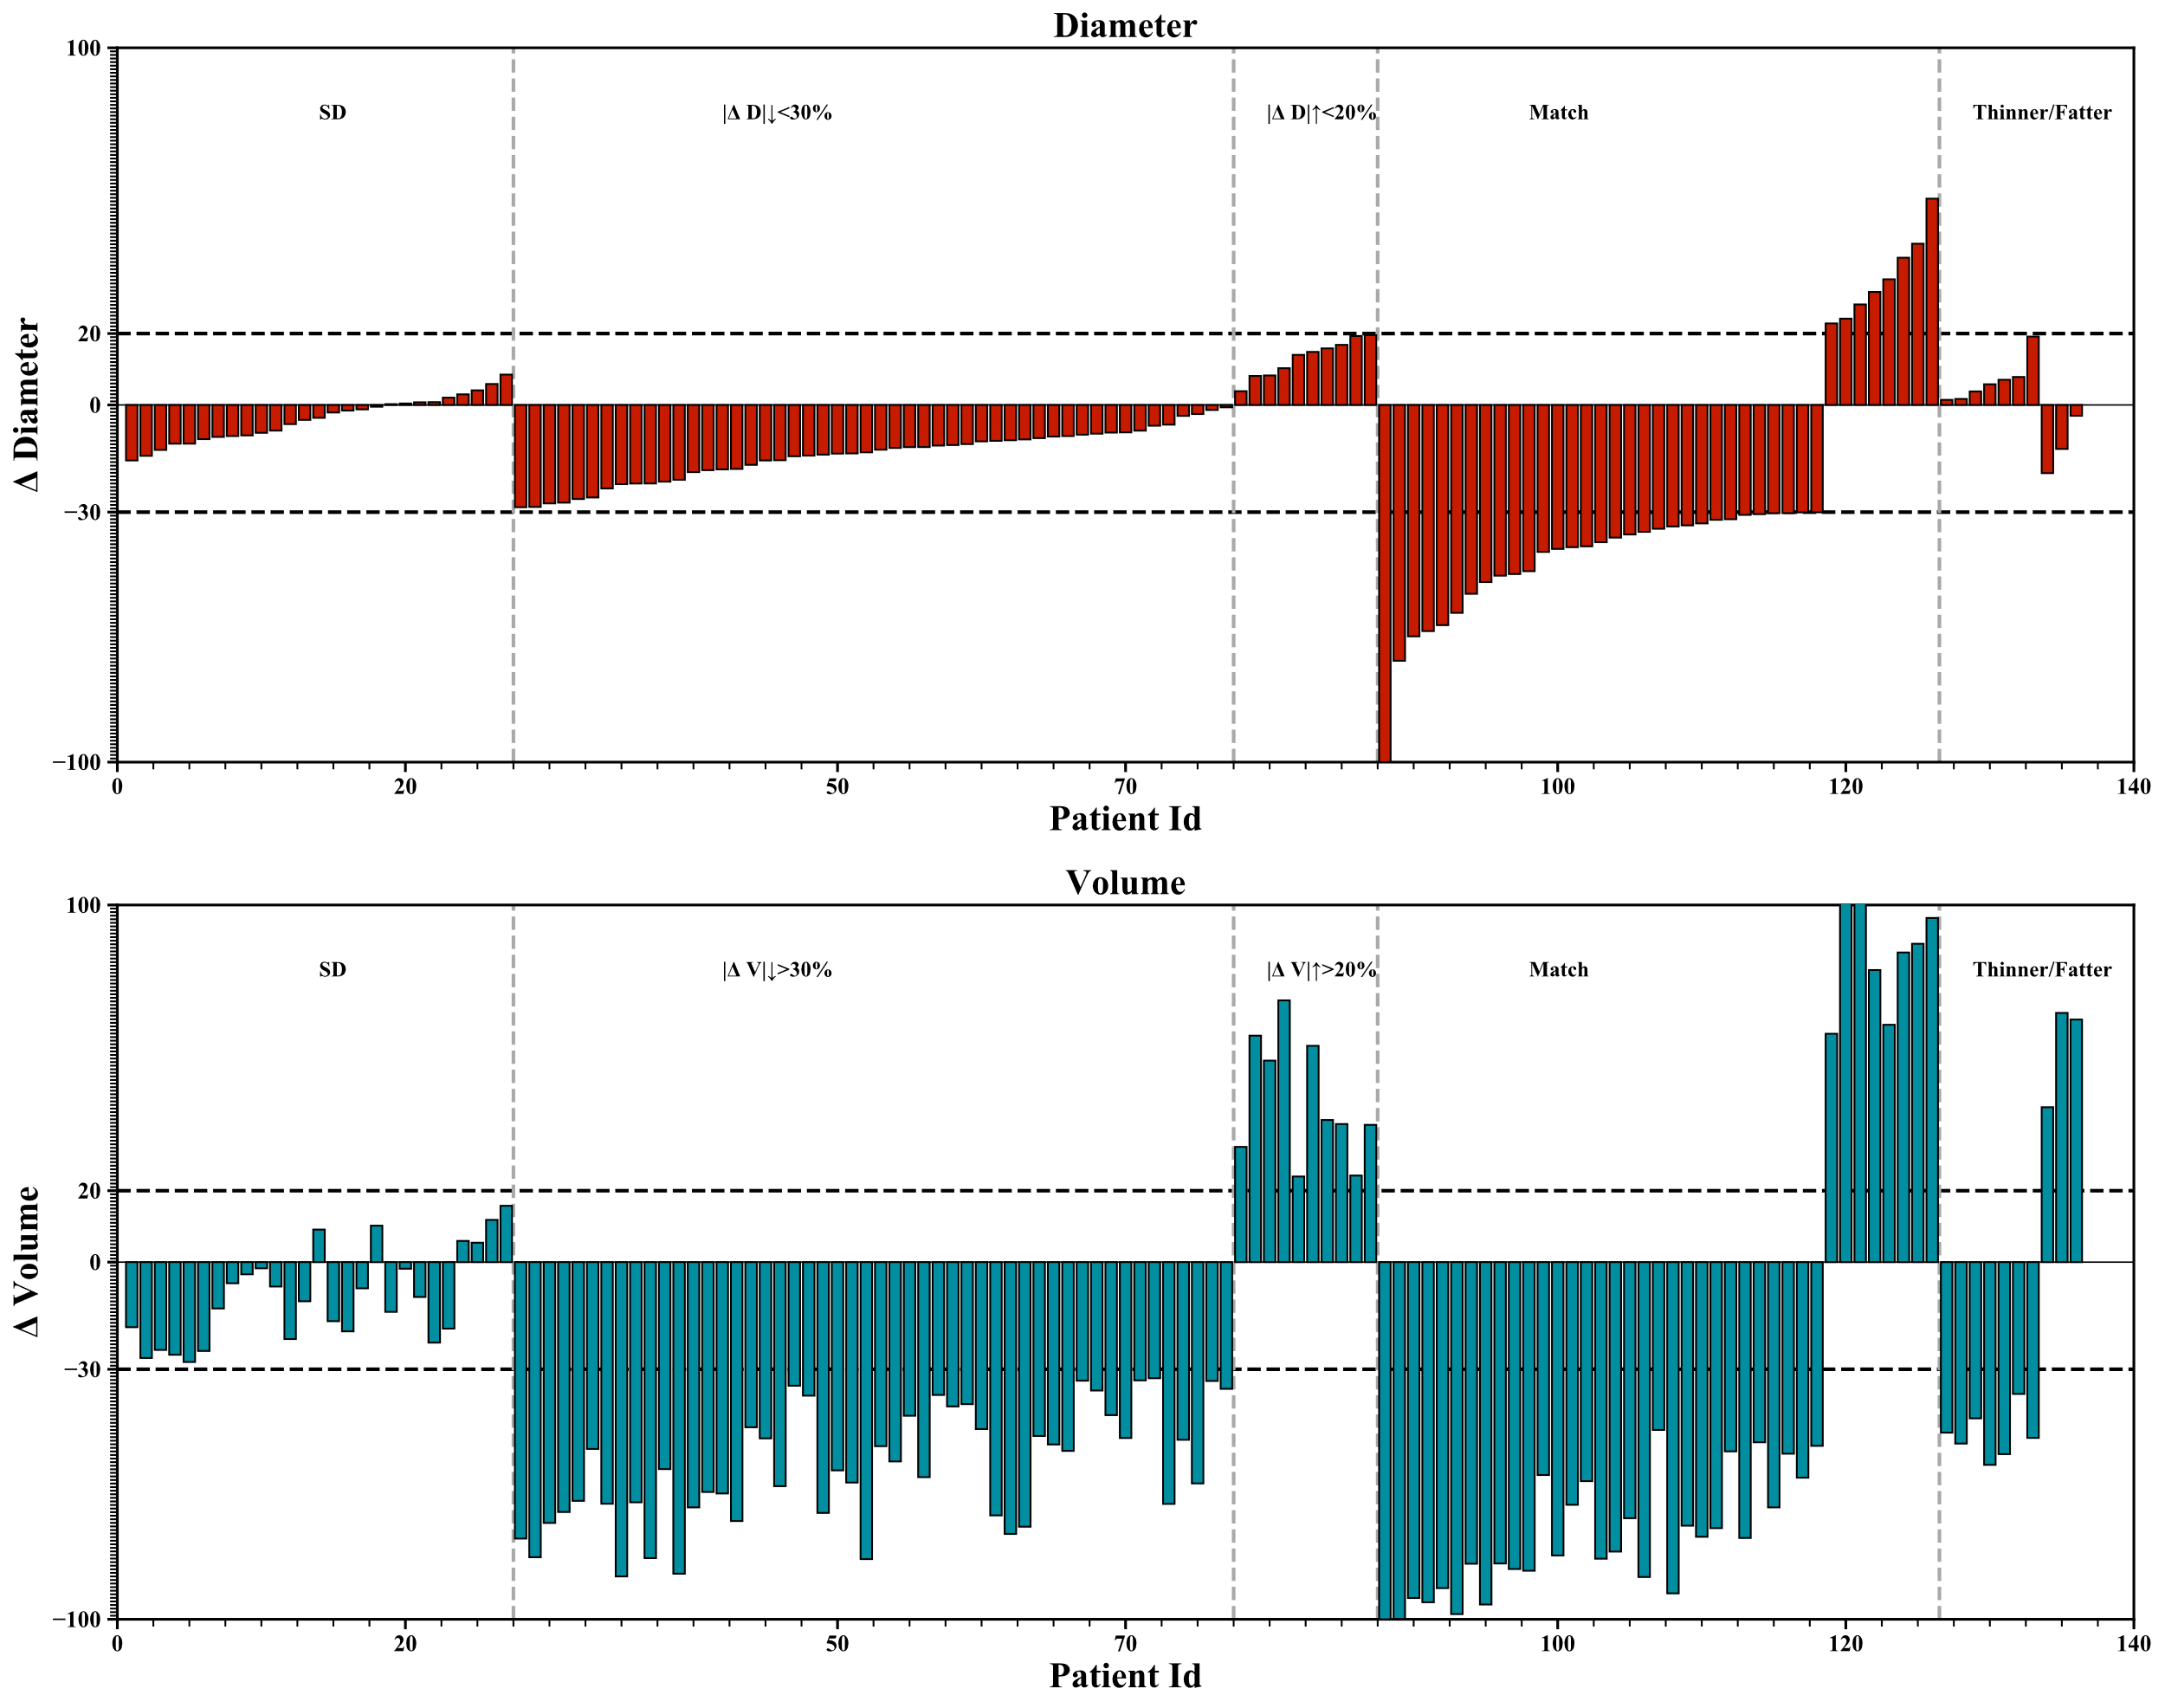 Diameter
100
SD |Δ D|↓<30% |Δ D|↑<20% Match Thinner/Fatter
20
0
−30
−100
Δ Diameter
0 20 50 70 100 120 140
Patient Id
Volume
100
SD |Δ V|↓>30% |Δ V|↑>20% Match Thinner/Fatter
20
0
−30
−100
Δ Volume
0 20 50 70 100 120 140
Patient Id